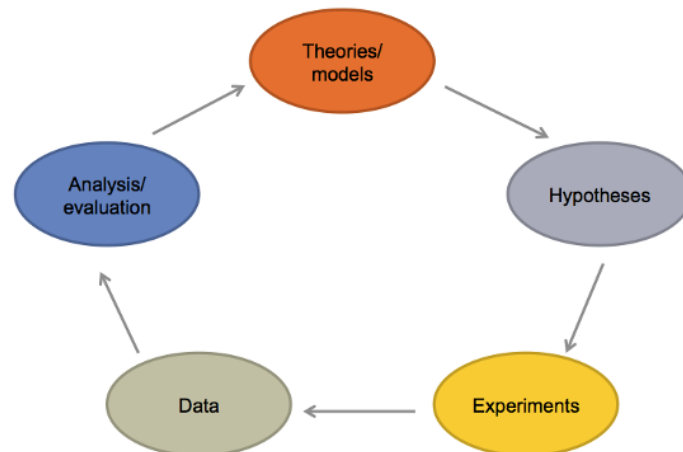 Theories/
models
Hypotheses
Experiments
Data
Analysis/
evaluation